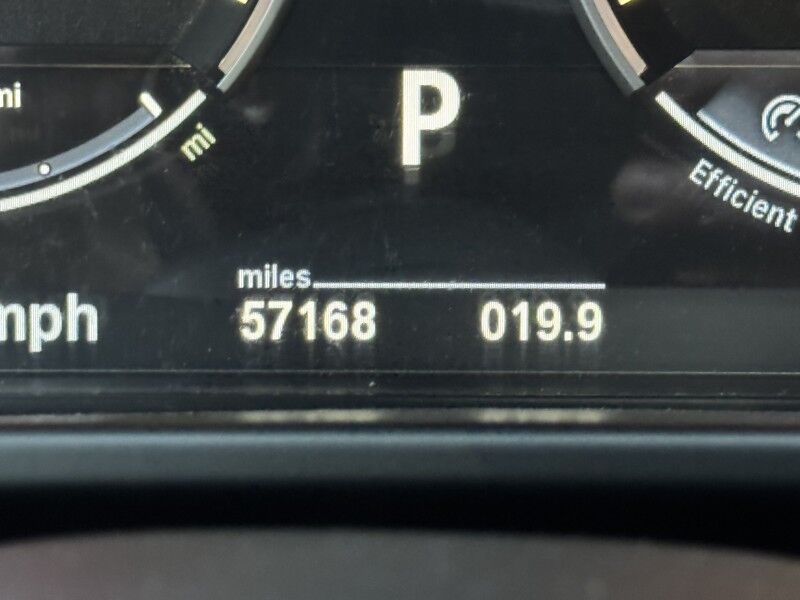 mi
P
mi
Efficient
miles
mph
57168 019.9